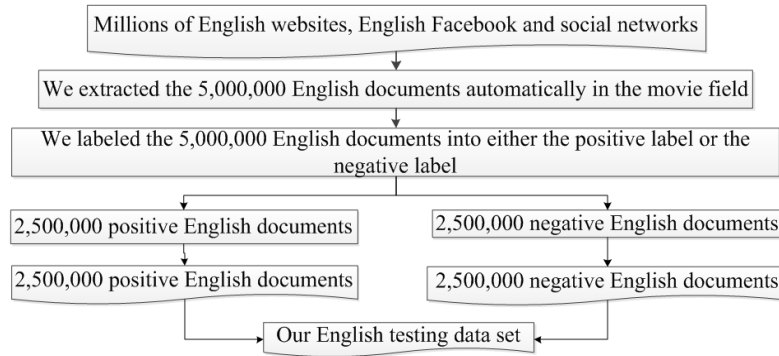 Millions of English websites, English Facebook and social networks
We extracted the 5,000,000 English documents automatically in the movie field
We labeled the 5,000,000 English documents into either the positive label or the
negative label
2,500,000 positive English documents
2,500,000 negative English documents
2,500,000 positive English documents
2,500,000 negative English documents
Our English testing data set